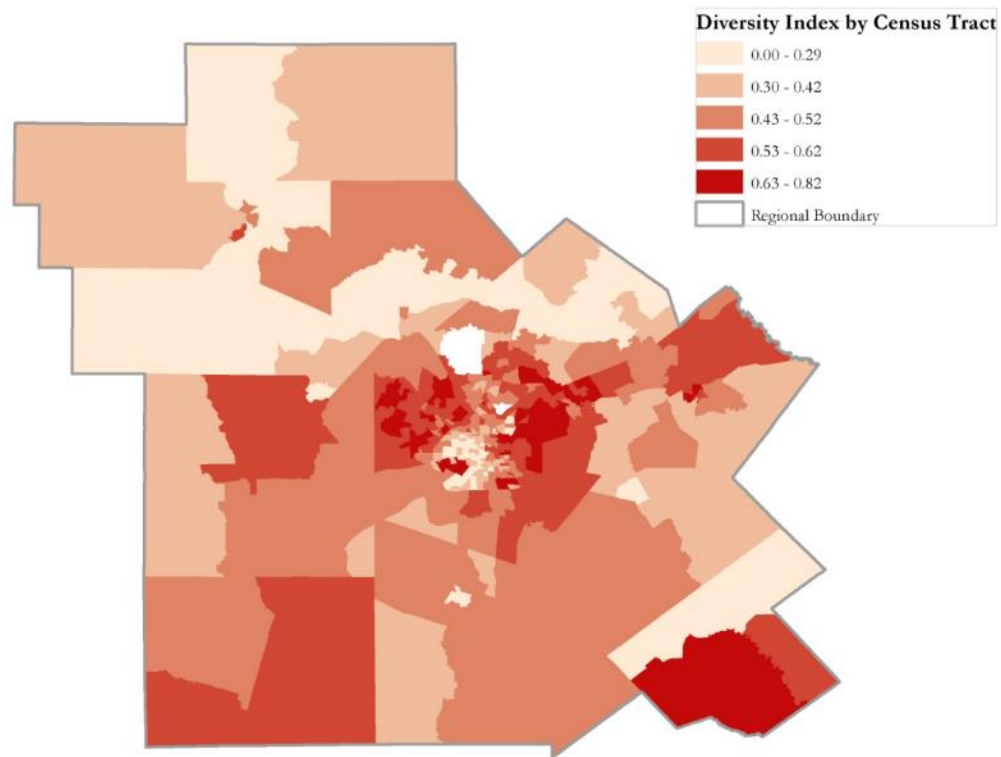 Diversity Index by Census Tract
0.00 - 0.29
0.30 - 0.42
0.43 - 0.52
0.53 - 0.62
0.63 - 0.82
Regional Boundary